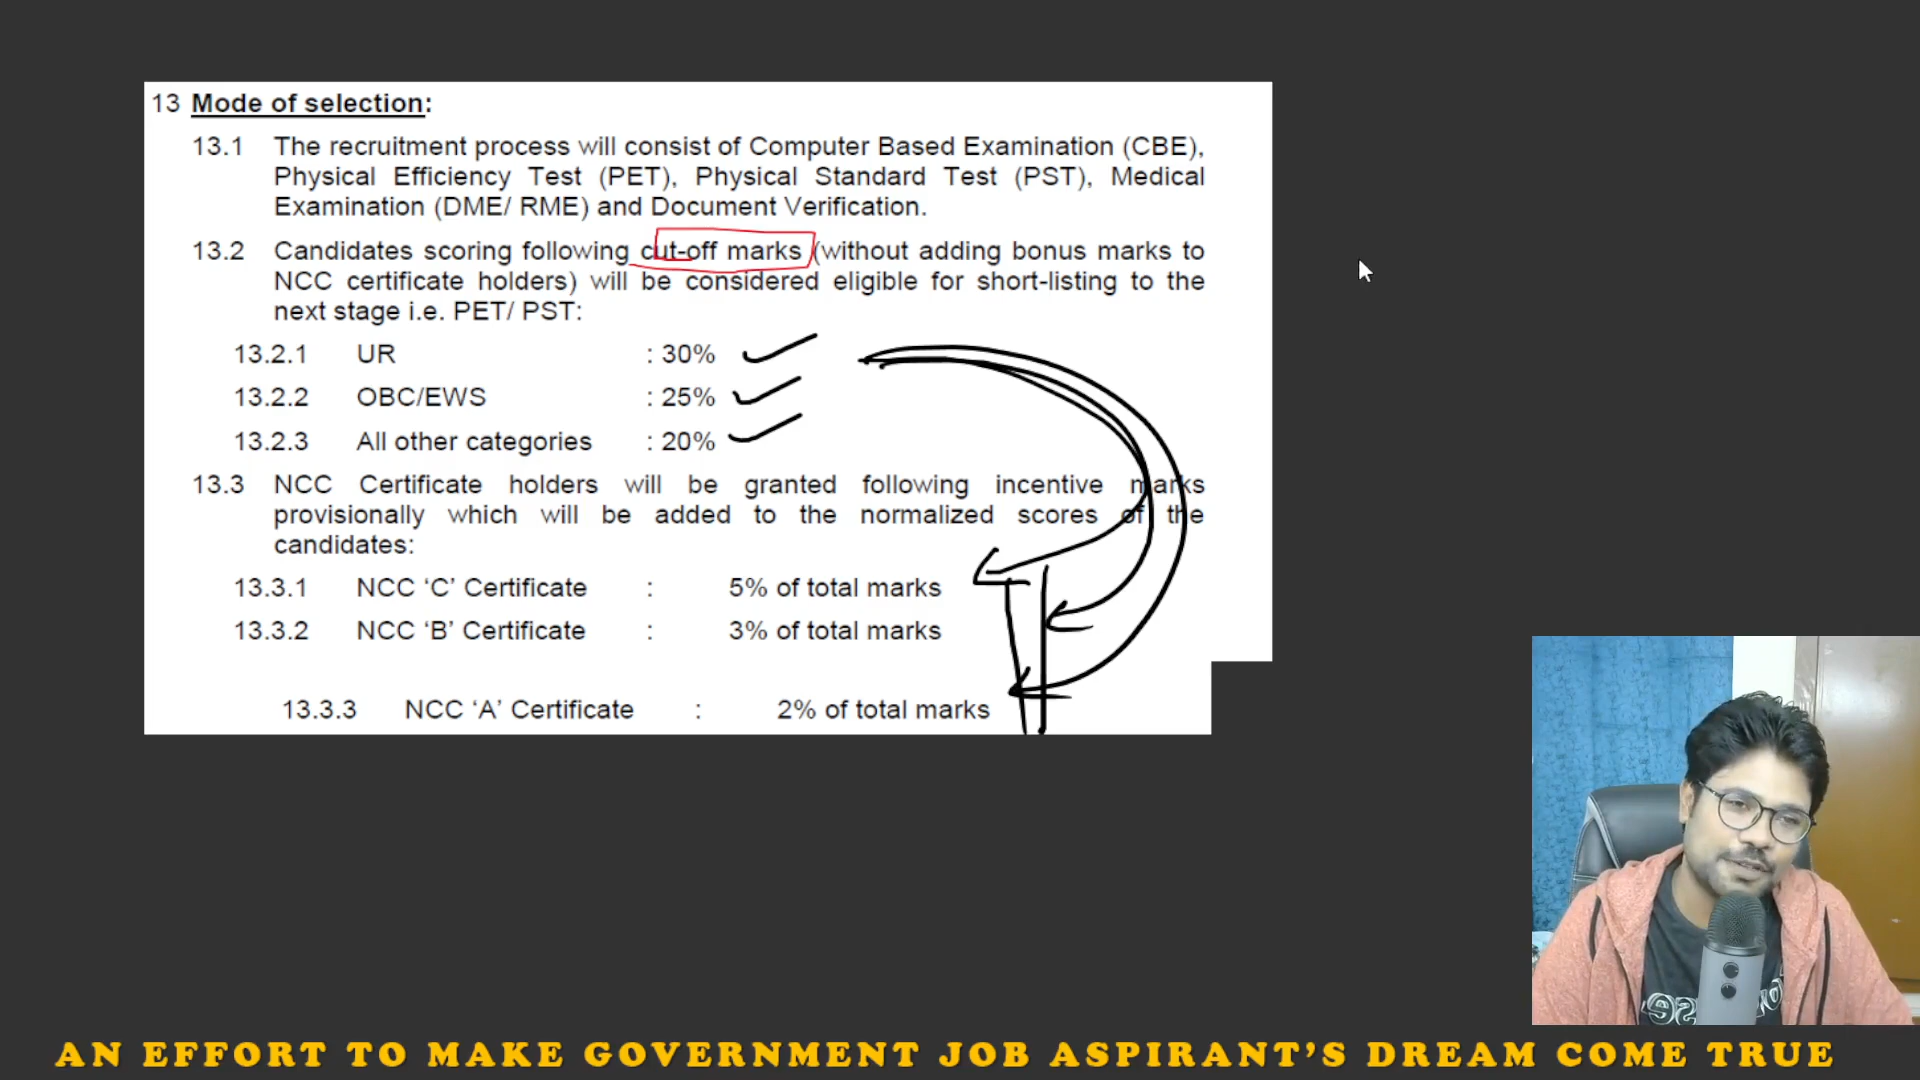 13 Mode of selection:
13.1 The recruitment process will consist of Computer Based Examination (CBE),
Physical Efficiency Test (PET), Physical Standard Test (PST), Medical
Examination (DME/ RME) and Document Verification.
13.2 Candidates scoring following cut-off marks (without adding bonus marks to
NCC certificate holders) will be considered eligible for short-listing to the
next stage i.e. PET/ PST:
13.2.1 UR : 30%
13.2.2 OBC/EWS : 25%
13.2.3 All other categories : 20%
13.3 NCC Certificate holders will be granted following incentive marks
provisionally which will be added to the normalized scores of the
candidates:
13.3.1 NCC ‘C’ Certificate : 5% of total marks
13.3.2 NCC ‘B’ Certificate : 3% of total marks
13.3.3 NCC ‘A’ Certificate : 2% of total marks
AN EFFORT TO MAKE GOVERNMENT JOB ASPIRANT’S DREAM COME TRUE